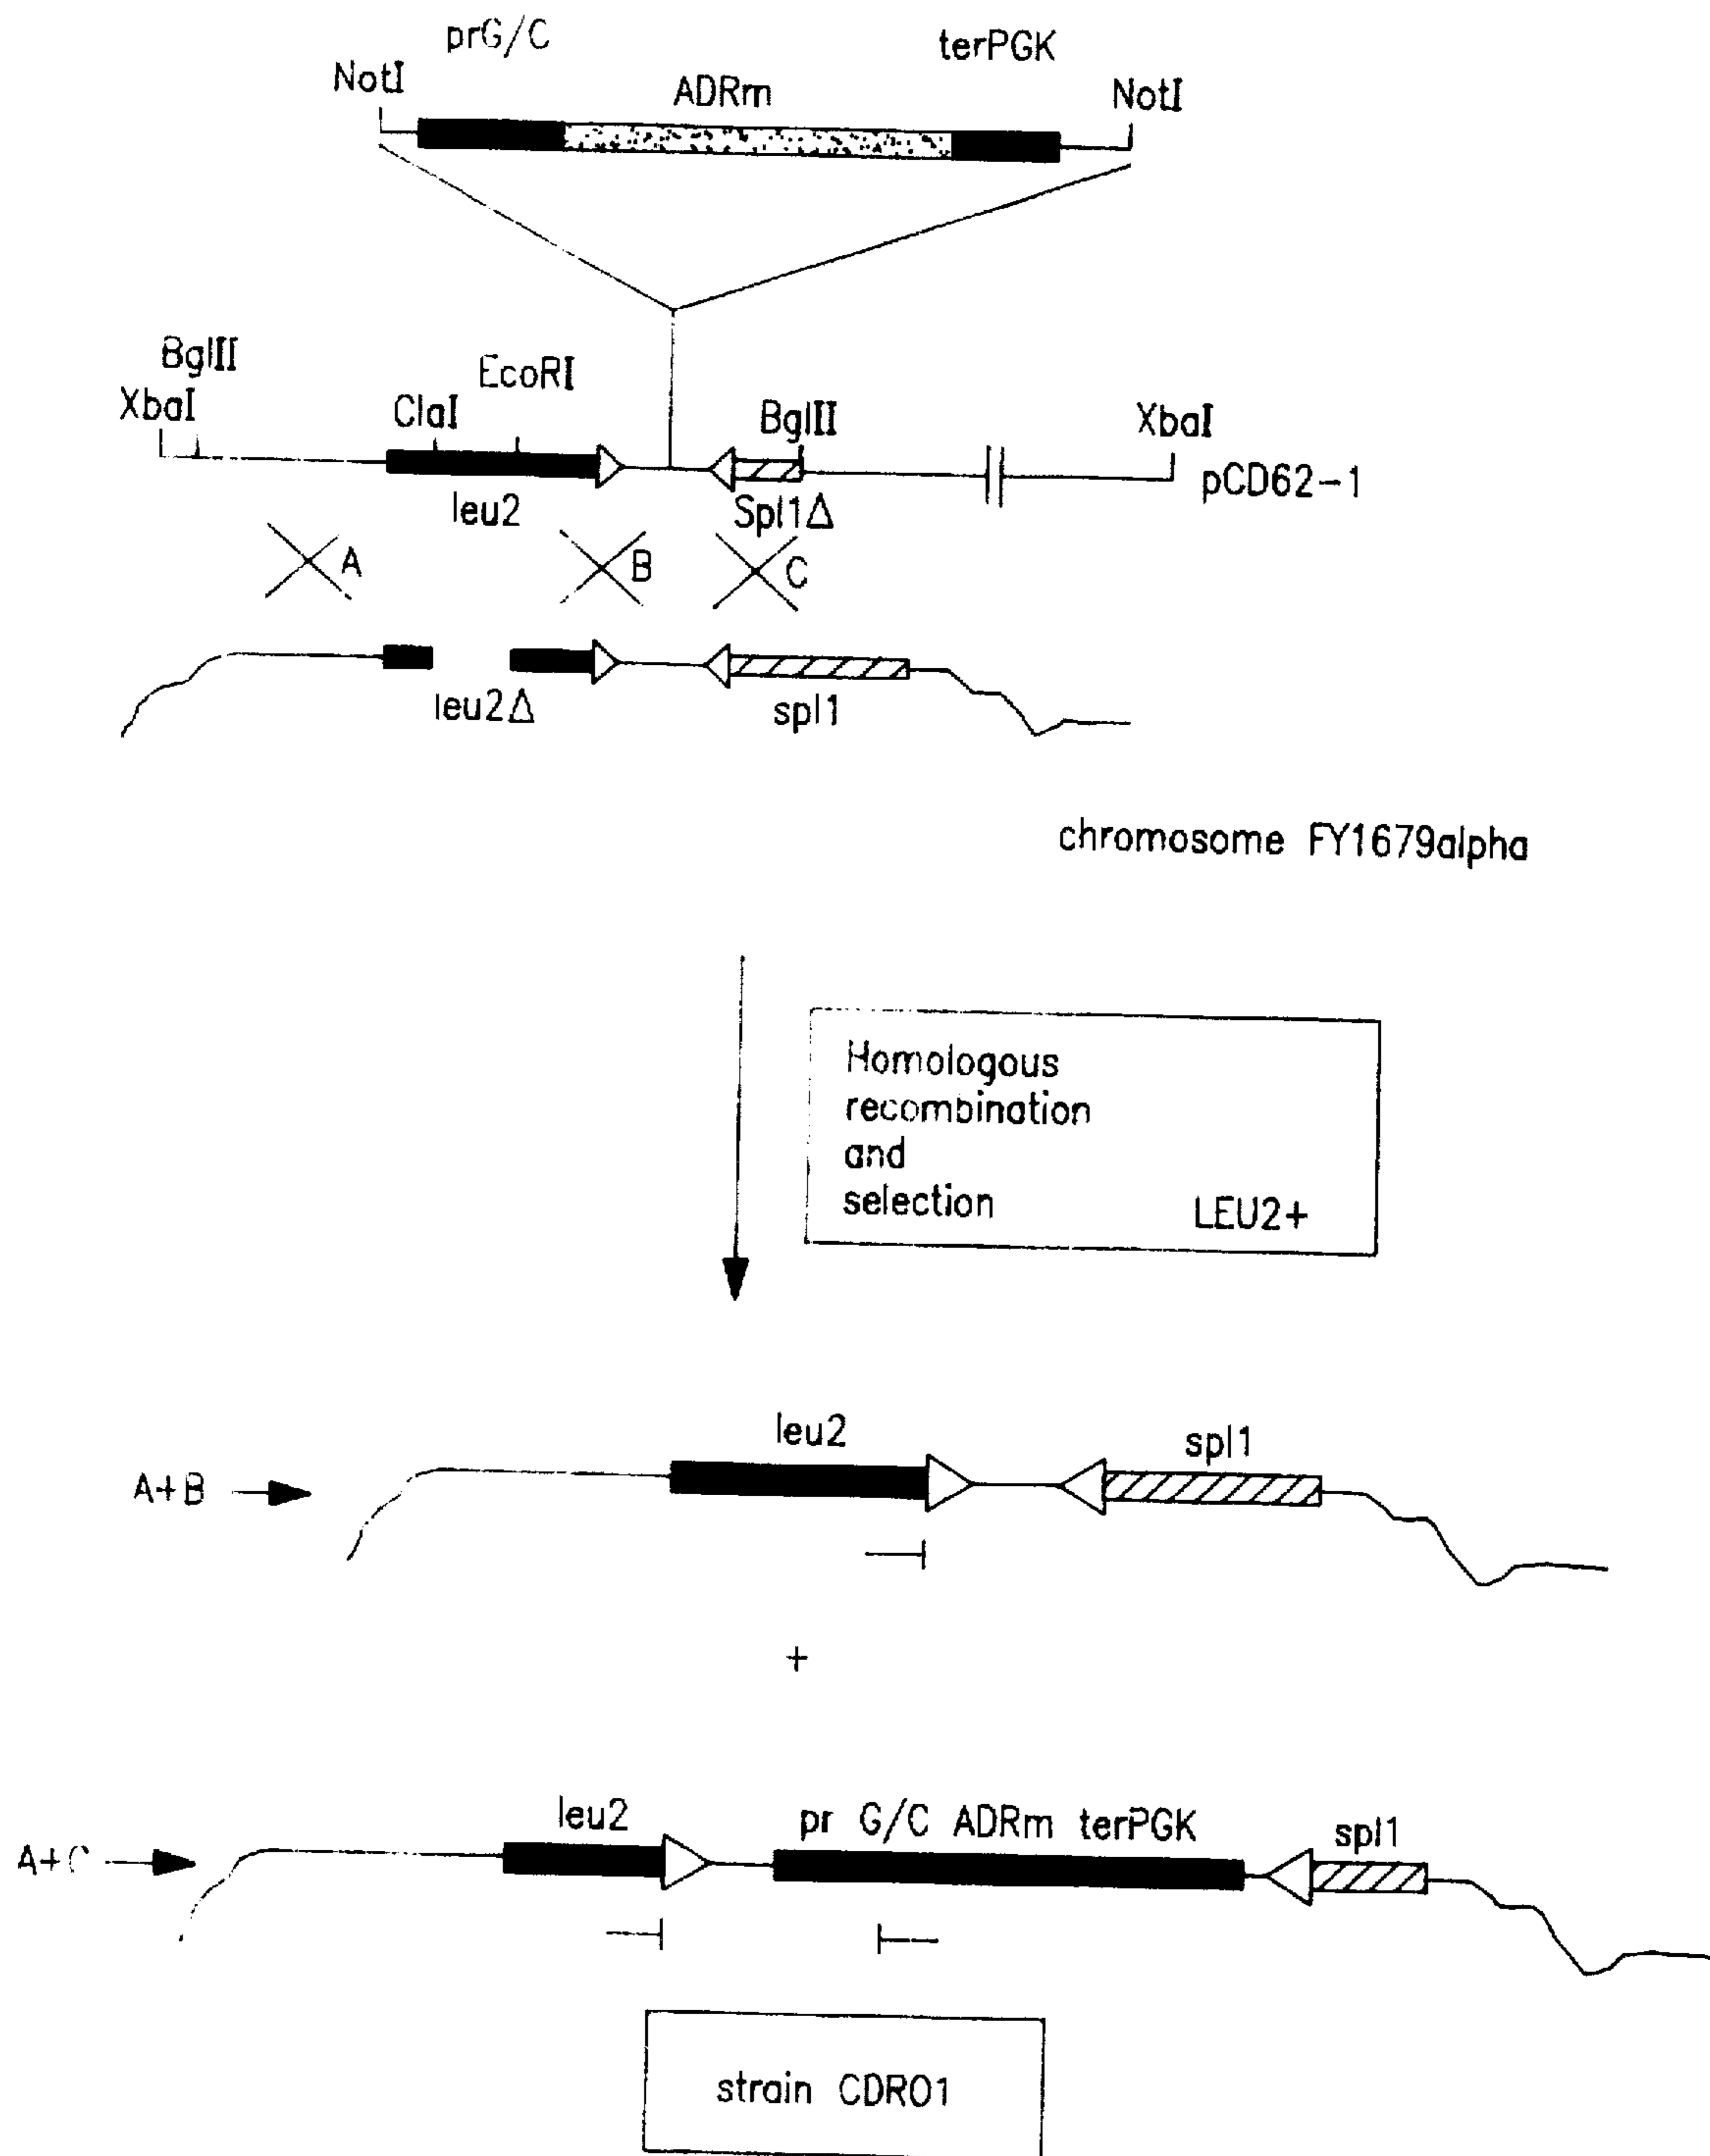 prG/C
terPGK
NotI
ADRm
NotI
BglII
EcoRI
XbaI
ClaI
BglII
XbaI
pCD62-1
leu2
Spl1Δ
A
B
C
leu2Δ
spl1
chromosome FY1679alpha
Homologous
recombination
and
selection LEU2+
leu2
spl1
A+B
+
leu2
pr G/C ADRm terPGK
spl1
A+C
strain CDR01